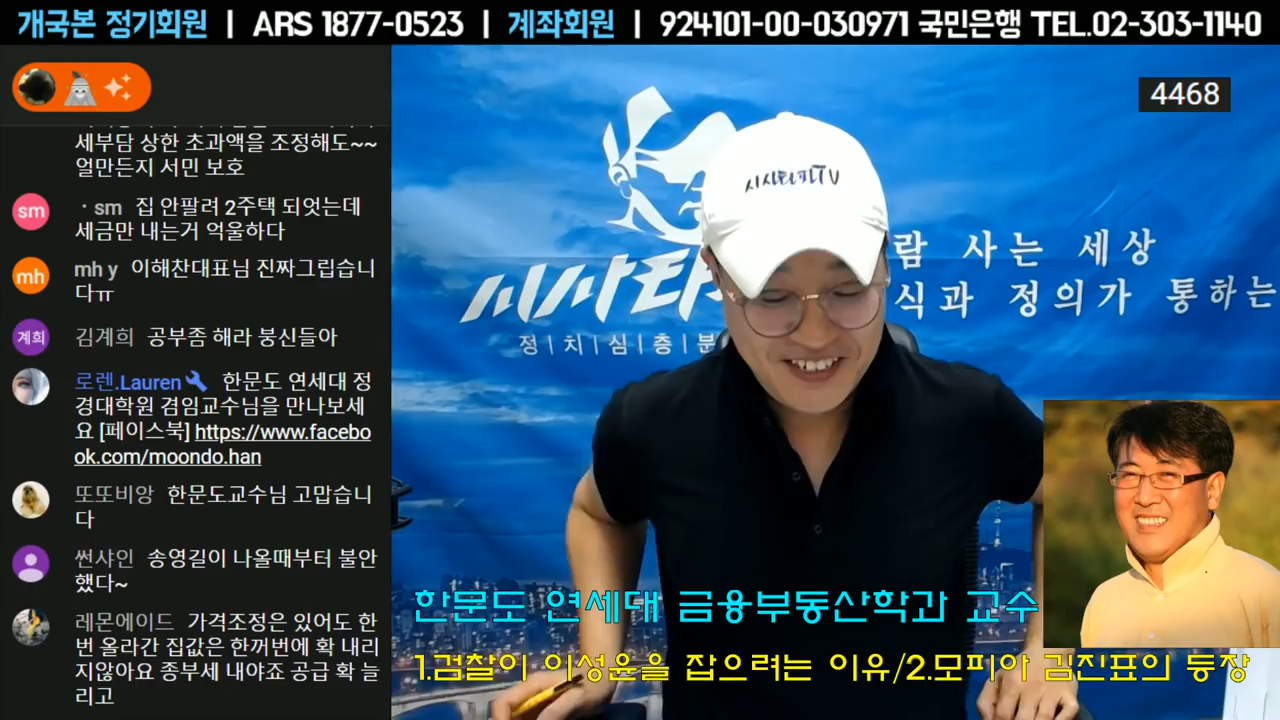 개국본 정기회원 | ARS 1877-0523 | 계좌회원 | 924101-00-030971 국민은행 TEL.02-303-1140
4468
세부담 상한 초과액을 조정해도~~
얼만든지 서민 보호
sm · sm 집 안팔려 2주택 되엇는데
세금만 내는거 억울하다
mh mh y 이해찬대표님 진짜그립습니
다ㅠ
계희 김계희 공부좀 해라 붕신들아
로렌.Lauren 한문도 연세대 정
경대학원 겸임교수님을 만나보세
요 [페이스북] https://www.facebo
ok.com/moondo.han
또또비앙 한문도교수님 고맙습니
다
썬샤인 송영길이 나올때부터 불안
했다~
레몬에이드 가격조정은 있어도 한
번 올라간 집값은 한꺼번에 확 내리
지않아요 종부세 내야죠 공급 확 늘
리고
시사타파TV
람 사는 세상
시사타
식과 정의가 통하는
정|치|심|층|분
한문도 연세대 금융부동산학과 교수
1.검찰이 이성윤을 잡으려는 이유/2.모피아 김진표의 등장